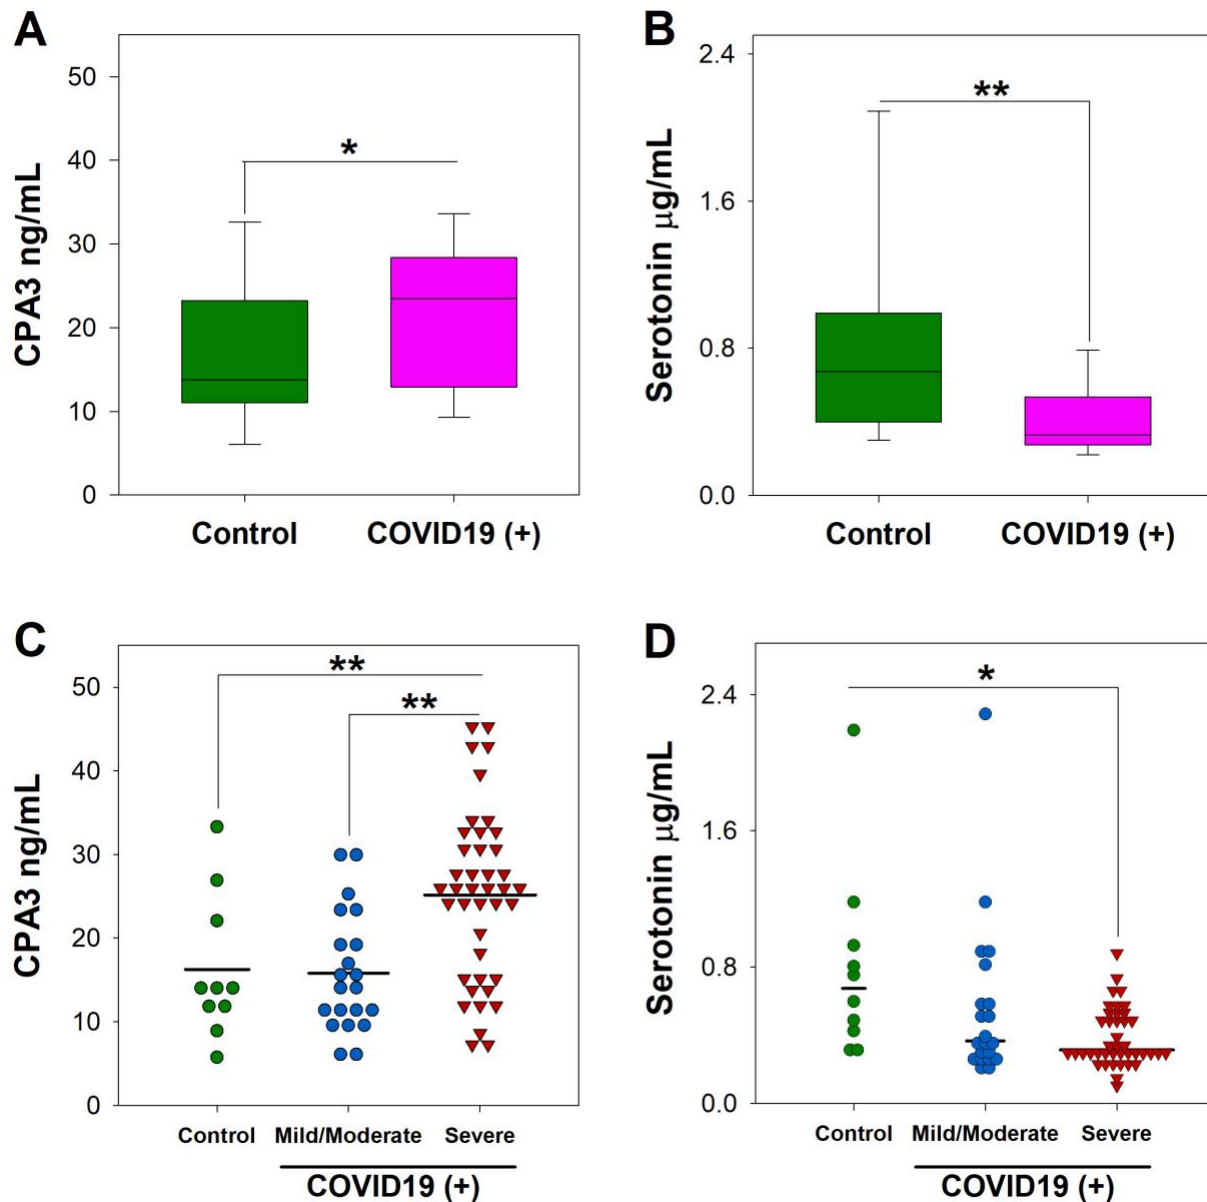 A
CPA3 ng/mL
50
40
30
20
10
0
*
Control
COVID19 (+)
B
Serotonin μg/mL
2.4
1.6
0.8
0.0
**
Control
COVID19 (+)
C
CPA3 ng/mL
50
40
30
20
10
0
**
**
Control
Mild/Moderate
Severe
COVID19 (+)
D
Serotonin μg/mL
2.4
1.6
0.8
0.0
*
Control
Mild/Moderate
Severe
COVID19 (+)